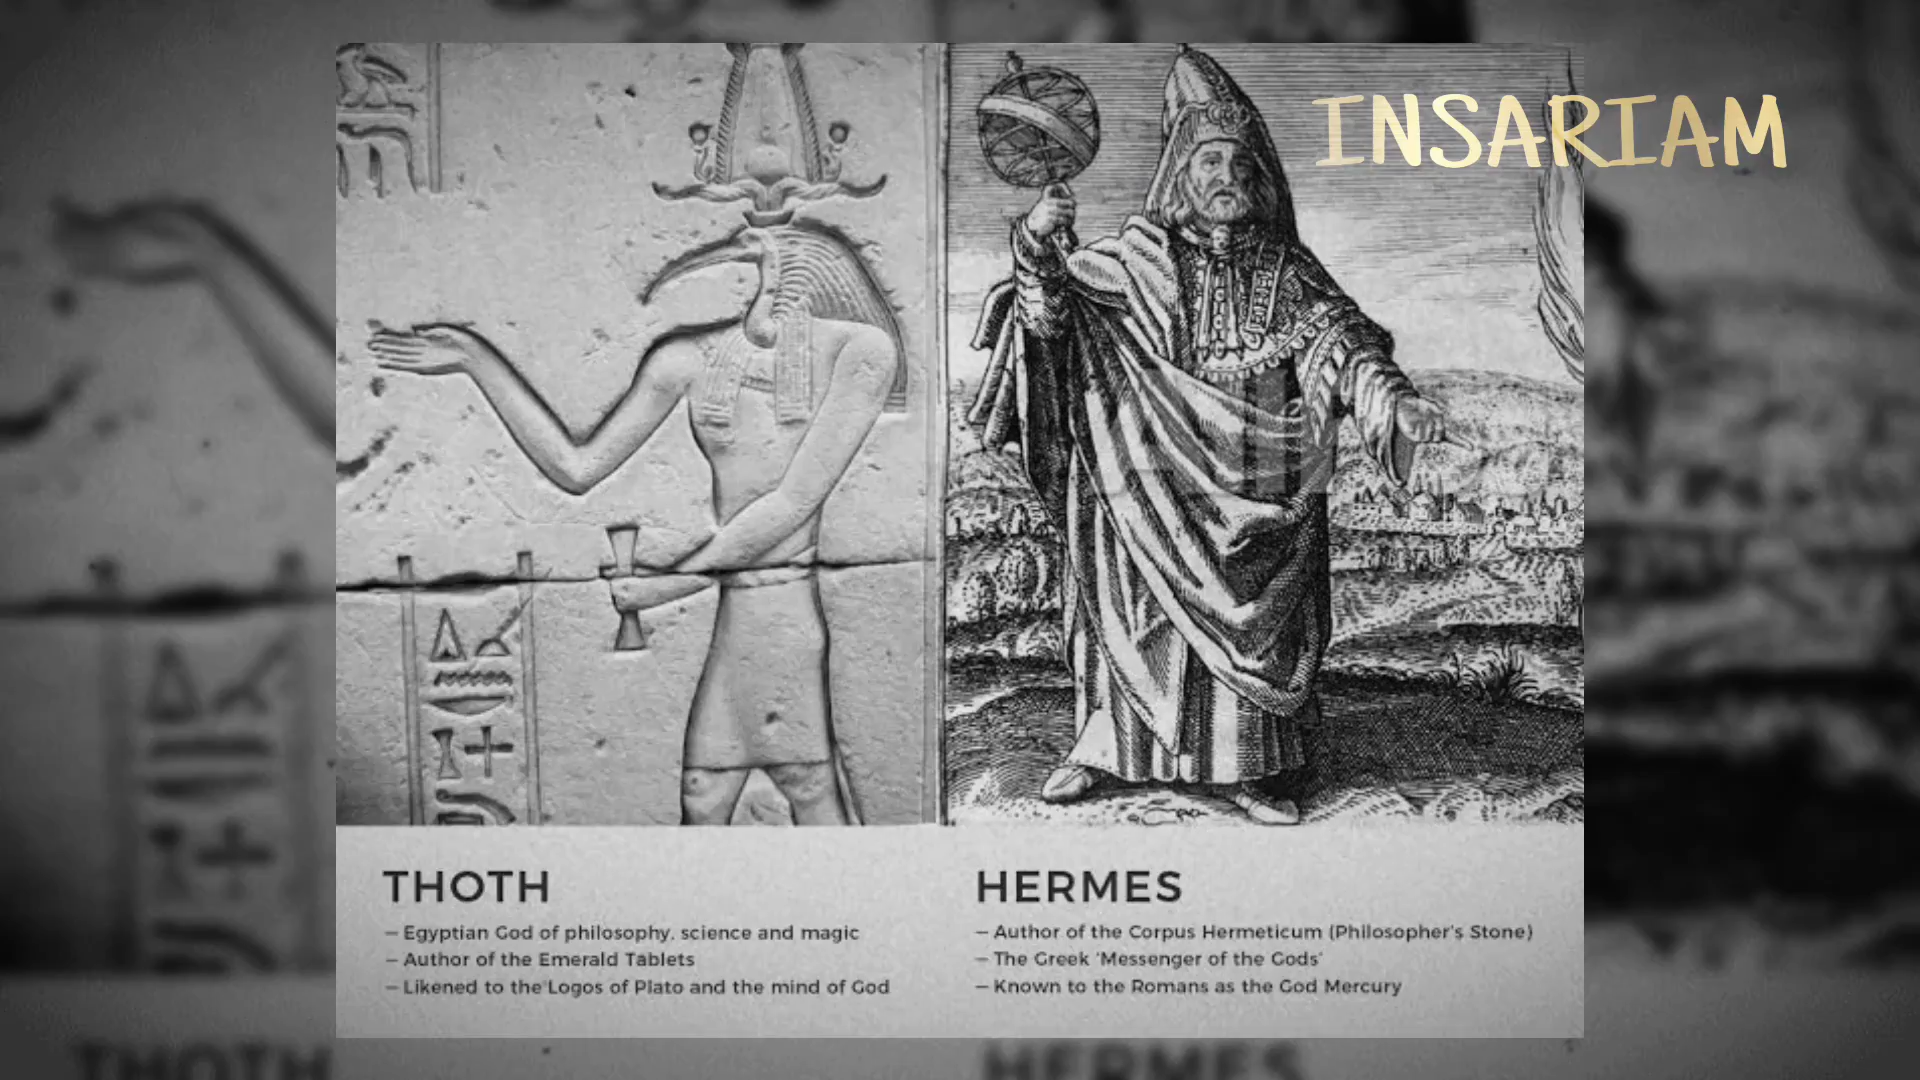 INSARIAM
THOTH
– Egyptian God of philosophy, science and magic
– Author of the Emerald Tablets
– Likened to the Logos of Plato and the mind of God
HERMES
– Author of the Corpus Hermeticum (Philosopher's Stone)
– The Greek 'Messenger of the Gods'
– Known to the Romans as the God Mercury
THOTH
HERMES